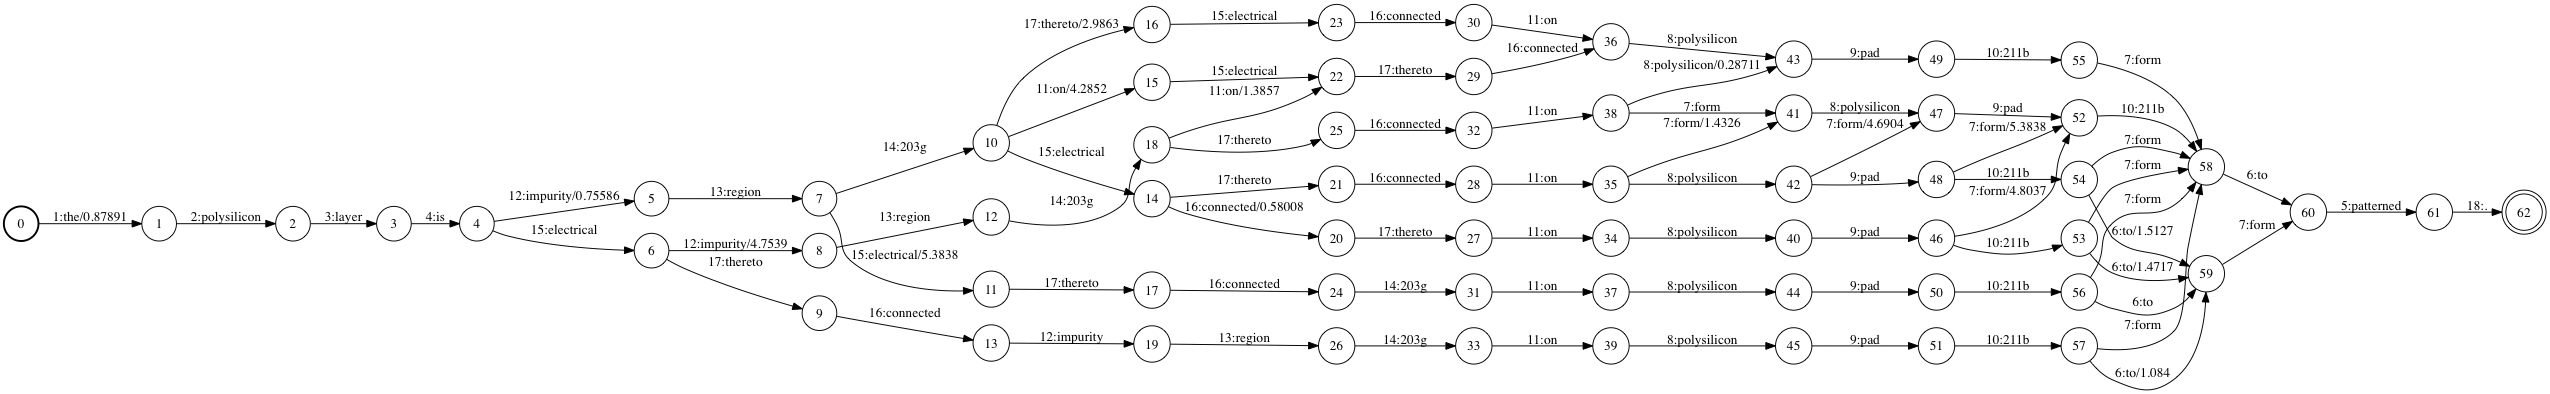 17:thereto/2.9863
16
15:electrical
23
16:connected
30
11:on
36
8:polysilicon
43
9:pad
49
10:211b
55
7:form
11:on/4.2852
15
15:electrical
22
17:thereto
29
16:connected
8:polysilicon/0.28711
11:on/1.3857
14:203g
10
15:electrical
18
17:thereto
25
16:connected
32
11:on
38
7:form
41
8:polysilicon
47
9:pad
52
10:211b
7:form/1.4326
7:form/4.6904
7:form/5.3838
58
6:to
12:impurity/0.75586
5
13:region
7
14:203g
14
17:thereto
21
16:connected
28
11:on
35
8:polysilicon
42
9:pad
48
10:211b
54
7:form
7:form
16:connected/0.58008
7:form/4.8037
7:form
0
1:the/0.87891
1
2:polysilicon
2
3:layer
3
4:is
4
13:region
12
60
5:patterned
61
18:.
62
15:electrical
6
12:impurity/4.7539
8
15:electrical/5.3838
20
17:thereto
27
11:on
34
8:polysilicon
40
9:pad
46
10:211b
53
6:to/1.5127
7:form
17:thereto
6:to/1.4717
59
11
17:thereto
17
16:connected
24
14:203g
31
11:on
37
8:polysilicon
44
9:pad
50
10:211b
56
6:to
9
16:connected
7:form
13
12:impurity
19
13:region
26
14:203g
33
11:on
39
8:polysilicon
45
9:pad
51
10:211b
57
6:to/1.084